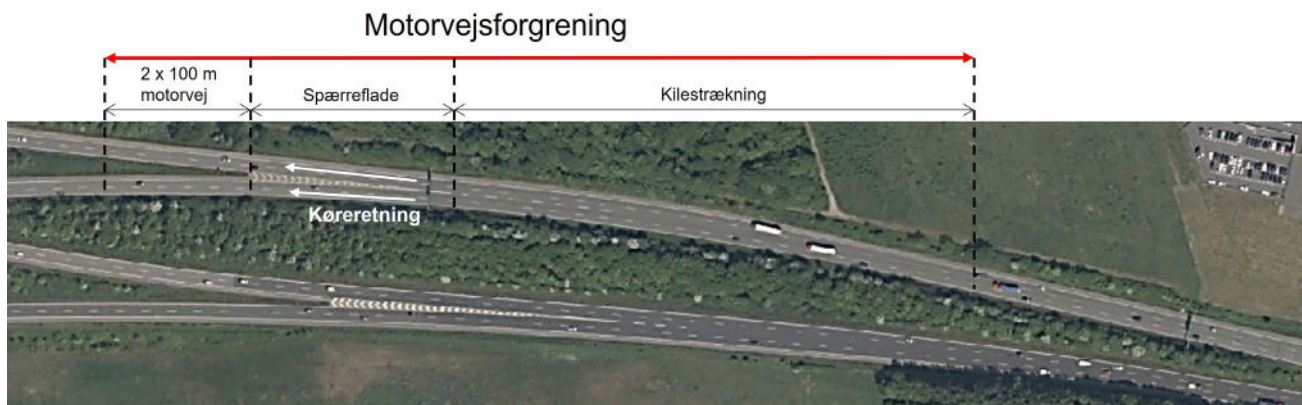 Motorvejsforgrening
2 x 100 m
motorvej
Spærreflade
Kilestrækning
Køreretning